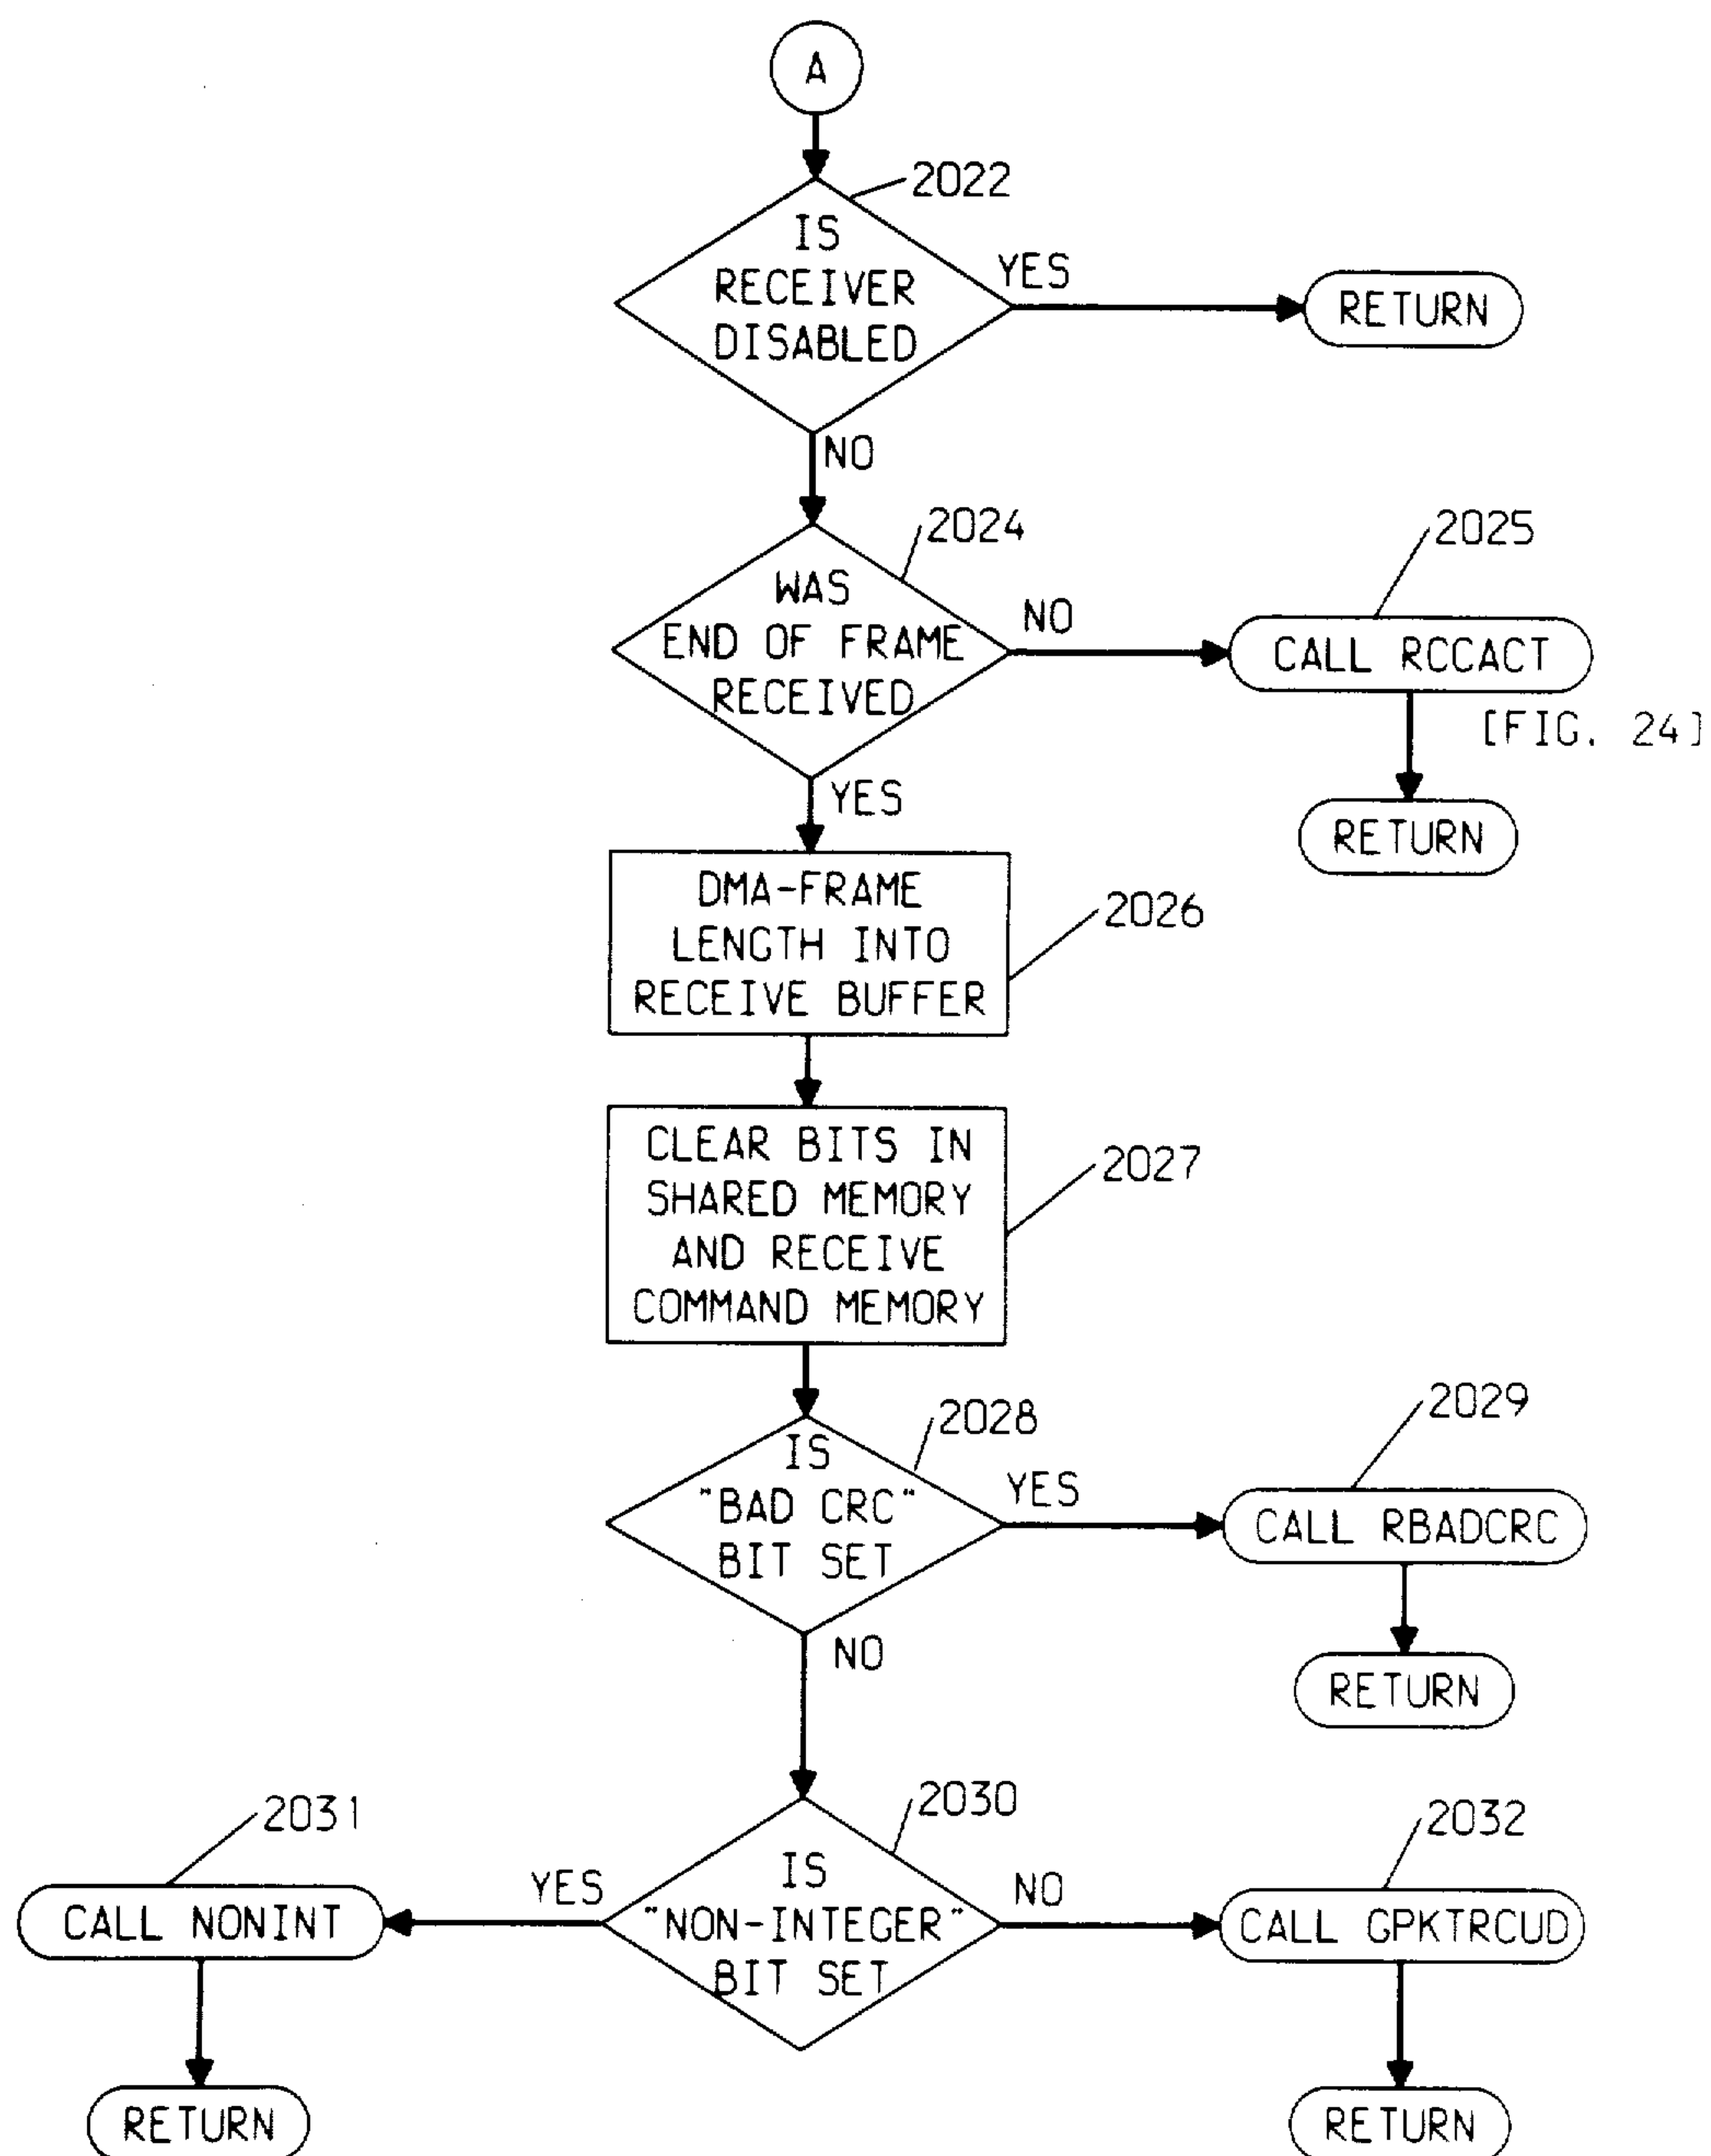 A
2022
IS
RECEIVER
DISABLED
YES
RETURN
NO
2024
WAS
END OF FRAME
RECEIVED
NO
2025
CALL RCCACT
[FIG. 24]
RETURN
YES
DMA-FRAME
LENGTH INTO
RECEIVE BUFFER
2026
CLEAR BITS IN
SHARED MEMORY
AND RECEIVE
COMMAND MEMORY
2027
2028
IS
"BAD CRC"
BIT SET
YES
2029
CALL RBADCRC
RETURN
NO
2030
IS
"NON-INTEGER"
BIT SET
YES
2031
CALL NONINT
RETURN
NO
2032
CALL GPKTRCUD
RETURN